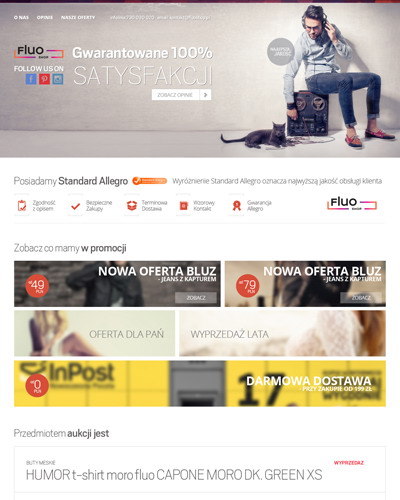 O NAS OPINIE NASZE OFERTY
Fluo
SHOP
FOLLOW US ON
Gwarantowane 100%
SATYSFAKCJI
ZOBACZ OPINIE
NAJLEPSZA
JAKOŚĆ
Posiadamy Standard Allegro
Wyróżnienie Standard Allegro oznacza najwyższą jakość obsługi klienta
Zgodność
z opisem
Bezpieczne
Zakupy
Terminowa
Dostawa
Wzorowy
Kontakt
Gwarancja
Allegro
Fluo
SHOP
Zobacz co mamy w promocji
NOWA OFERTA BLUZ
- JEANS Z KAPTUREM
49
PLN
ZOBACZ
NOWA OFERTA BLUZ
- JEANS Z KAPTUREM
79
PLN
OFERTA DLA PAŃ
WYPRZEDAŻ LATA
InPost
0
PLN
DARMOWA DOSTAWA
- PRZY ZAKUPIE OD 199 ZŁ
Przedmiotem aukcji jest
BUTY MESKIE
WYPRZEDAŻ
HUMOR t-shirt moro fluo CAPONE MORO DK. GREEN XS